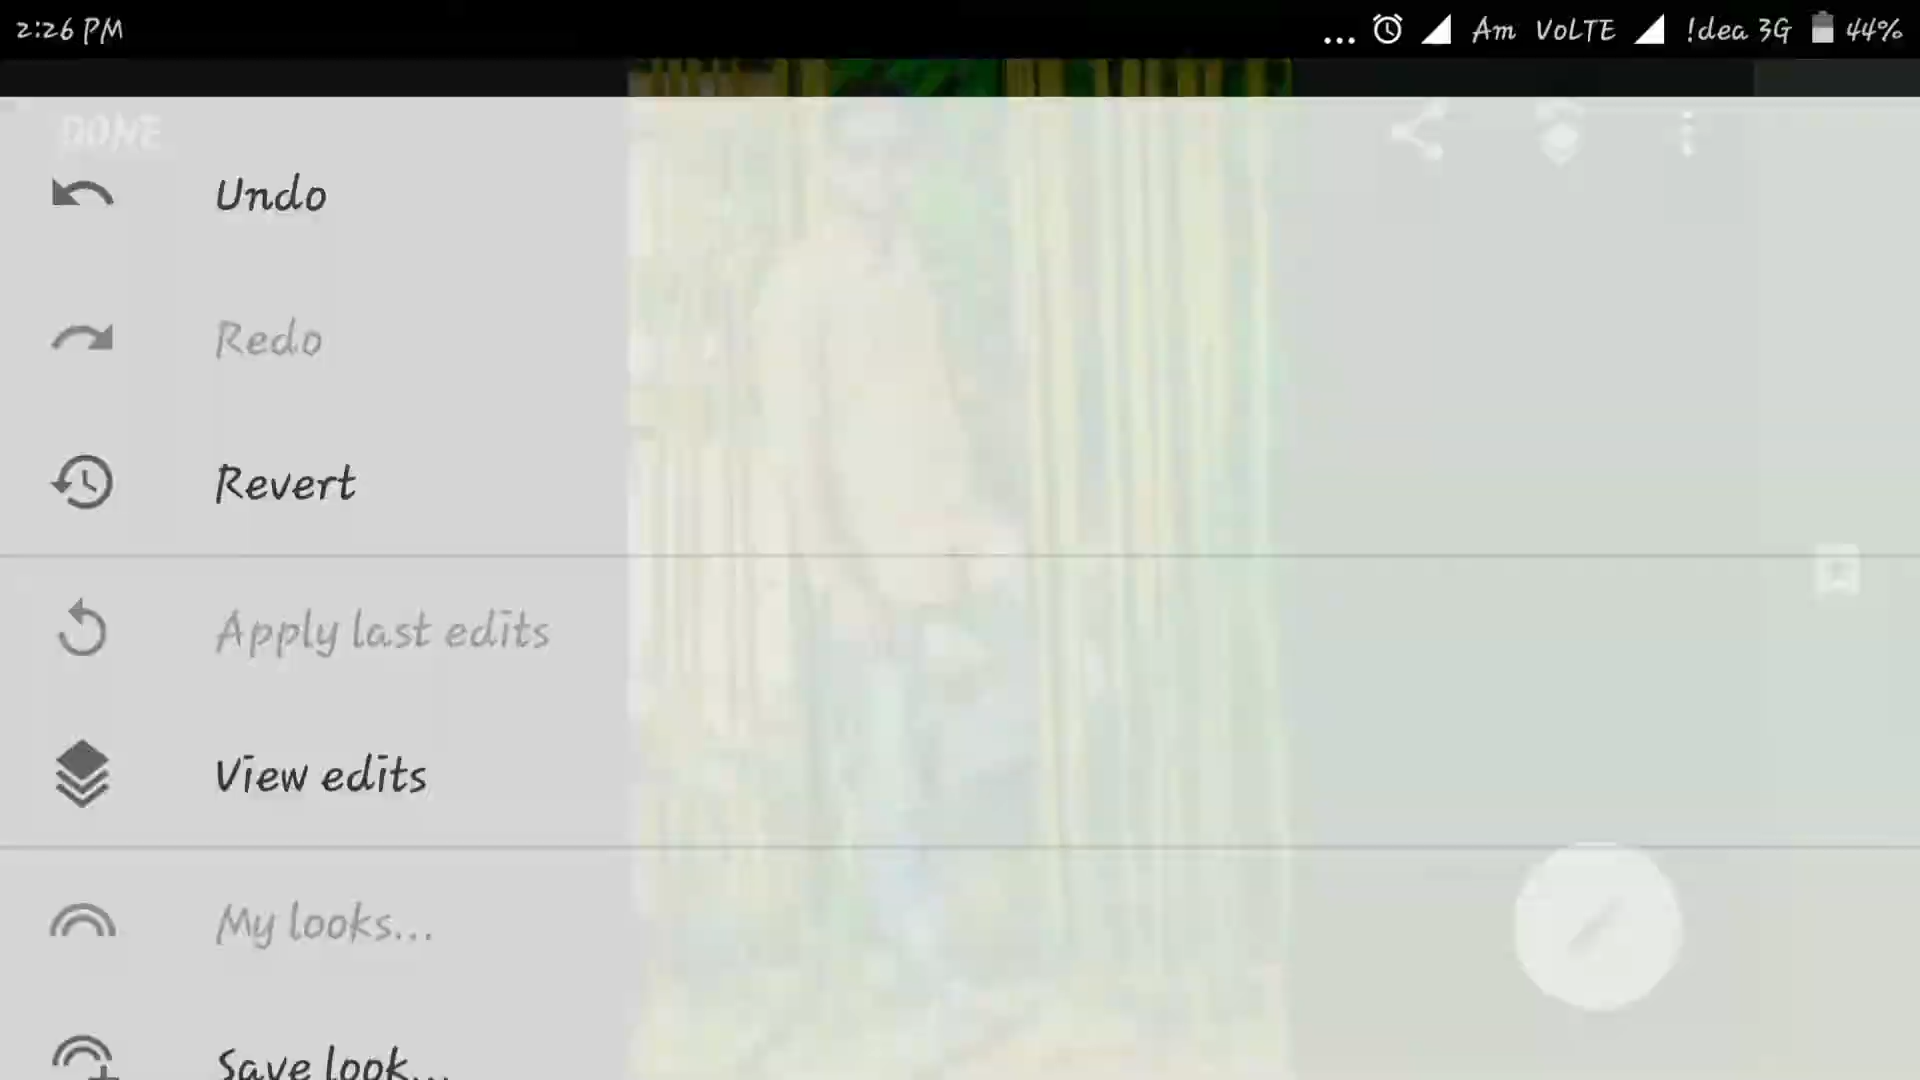 2:26 PM ... Am VoLTE !dea 3G 44%
DONE
Undo
Redo
Revert
Apply last edits
View edits
My looks...
Save look...